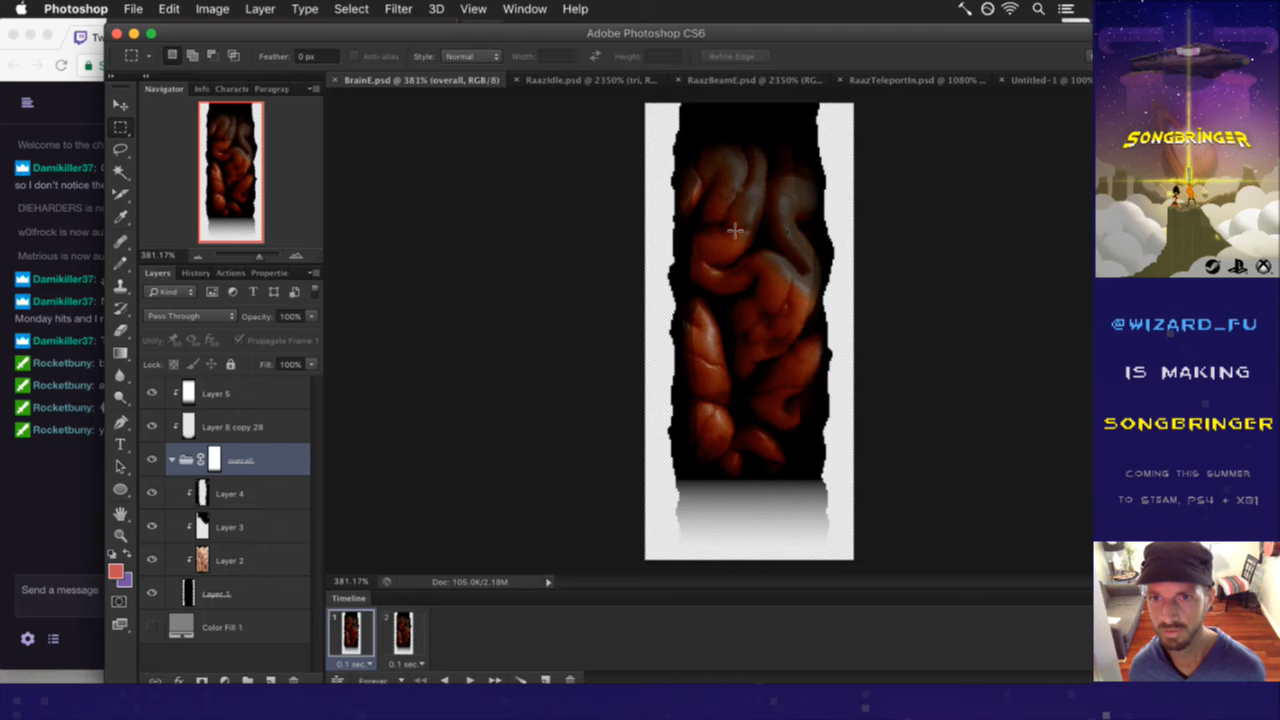 Photoshop File Edit Image Layer Type Select Filter 3D View Window Help
Adobe Photoshop CS6
Feather: 0 px Anti-alias Style: Normal Width: Height: Refine Edge...
BrainE.psd @ 381% (overall, RGB/8) RaazIdle.psd @ 2350% (tri, R... RaazBeamE.psd @ 2350% (RG... RaazTeleportIn.psd @ 1080% ... Untitled-1 @ 100%
Navigator Info Characte Paragrap
381.17%
Layers History Actions Propertie
Kind
Pass Through Opacity: 100%
Unify: Propagate Frame 1
Lock: Fill: 100%
Layer 5
Layer 8 copy 28
overall
Layer 4
Layer 3
Layer 2
Layer 1
Color Fill 1
381.17% Doc: 105.0K/2.18M
Timeline
1 2
0.1 sec. 0.1 sec.
Forever
Tw
S
Welcome to the ch
Damikiller37:
so I don't notice the
DIEHARDERS is n
w0lfrock is now a
Metrious is now au
Damikiller37:
Damikiller37:
Monday hits and I
Damikiller37:
Rocketbuny:
Rocketbuny:
Rocketbuny:
Rocketbuny:
Send a message
SONGBRINGER
@WIZARD_FU
IS MAKING
SONGBRINGER
COMING THIS SUMMER
TO STEAM, PS4 + XB1